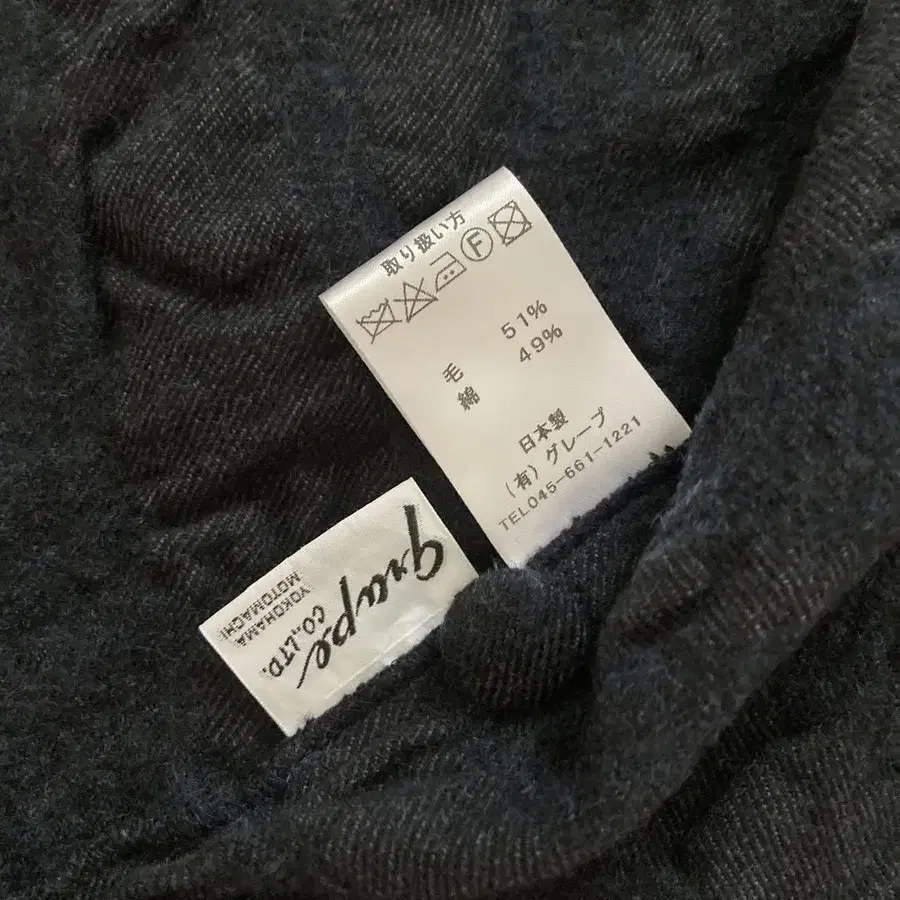 取り扱い方
F
毛 51%
綿 49%
日本製
(有) グレープ
TEL045-661-1221
grape
CO.,LTD.
YOKOHAMA
MOTOMACHI